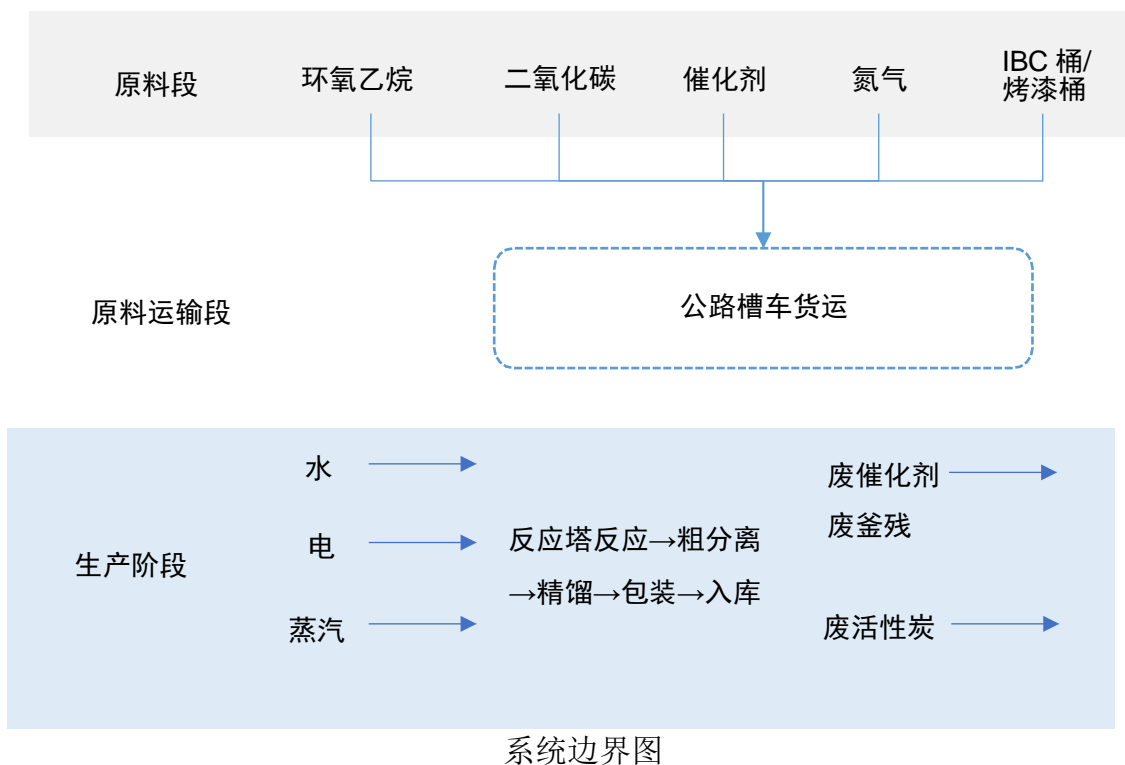 原料段
环氧乙烷
二氧化碳
催化剂
氮气
IBC 桶/
烤漆桶
原料运输段
公路槽车货运
生产阶段
水
电
蒸汽
反应塔反应→粗分离
→精馏→包装→入库
废催化剂
废釜残
废活性炭
系统边界图